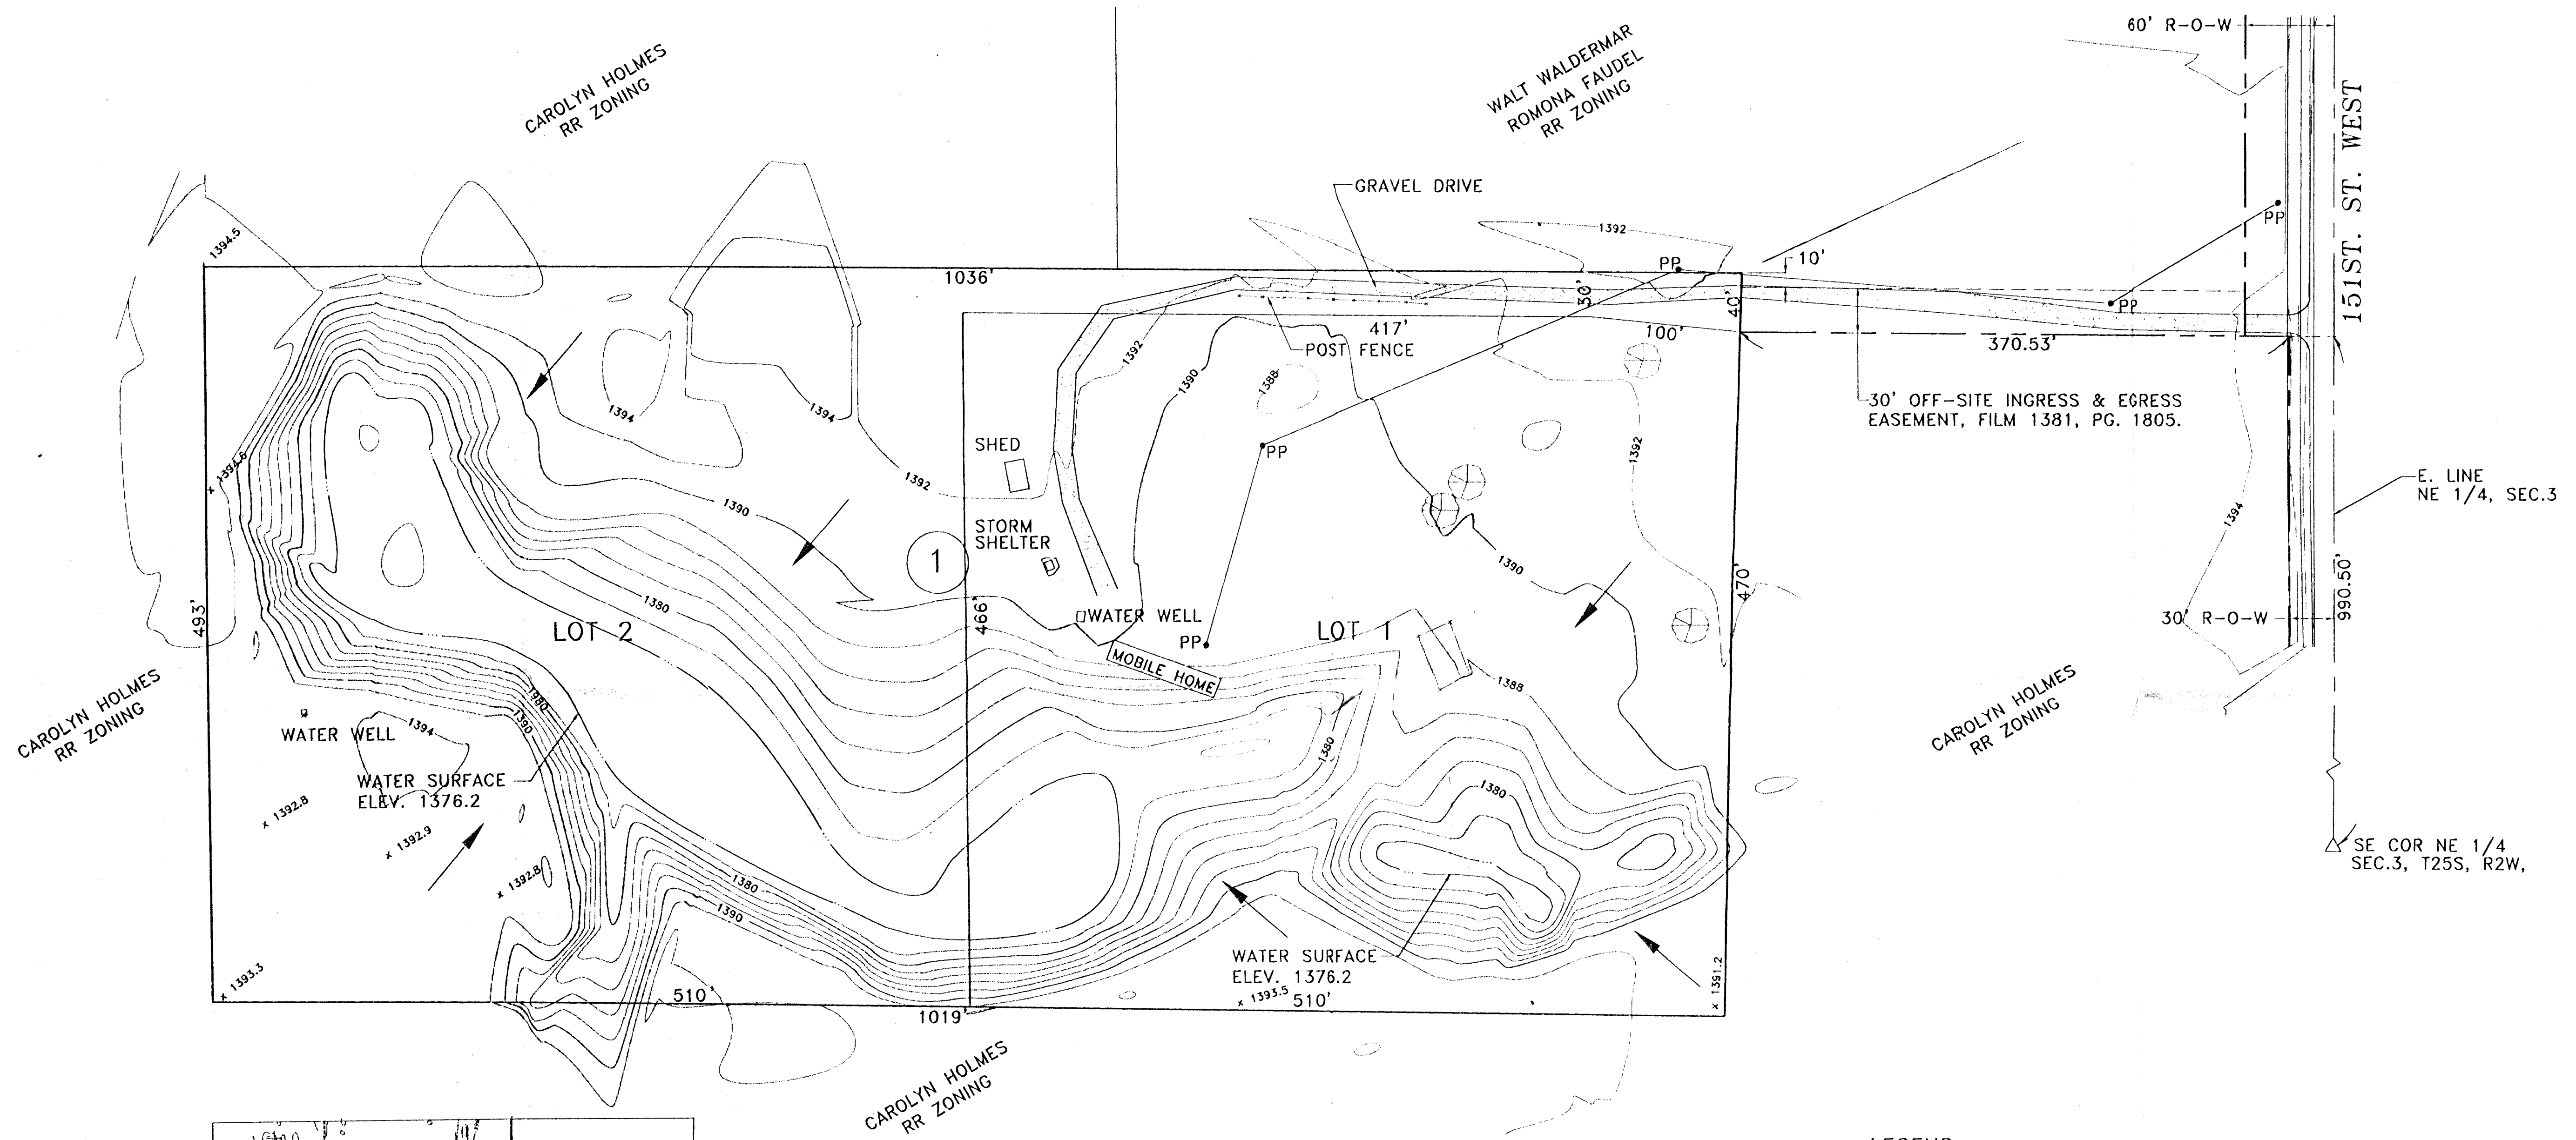 60' R-O-W
151ST. ST. WEST
CAROLYN HOLMES
RR ZONING
WALT WALDERMAR
ROMONA FAUDEL
RR ZONING
GRAVEL DRIVE
1392
PP
PP
1394.5
1036'
PP
10'
30'
40'
417'
100'
POST FENCE
370.53'
1392
1390
1388
30' OFF-SITE INGRESS & EGRESS
EASEMENT, FILM 1381, PG. 1805.
1394
1394
SHED
PP
1392
x 1394.6
1392
1390
E. LINE
NE 1/4, SEC.3
1394
STORM
SHELTER
1
1390
1380
493'
LOT 2
466'
WATER WELL
PP
LOT 1
470'
990.50'
30' R-O-W
MOBILE HOME
1388
CAROLYN HOLMES
RR ZONING
CAROLYN HOLMES
RR ZONING
1980
1390
1394
WATER WELL
1380
WATER SURFACE
ELEV. 1376.2
1380
x 1392.8
x 1392.9
x 1392.8
1380
1390
SE COR NE 1/4
SEC.3, T25S, R2W,
WATER SURFACE
ELEV. 1376.2
x 1393.3
510'
x 1393.5
510'
x 1391.2
1019'
CAROLYN HOLMES
RR ZONING
LEGEND